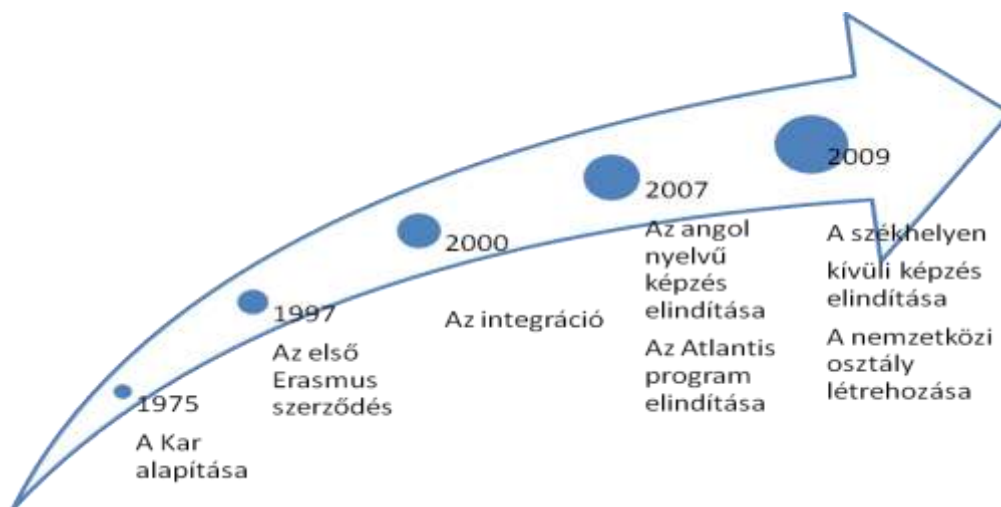 1975
A Kar
alapítása
1997
Az első
Erasmus
szerződés
2000
Az integráció
2007
Az angol
nyelvű
képzés
elindítása
Az Atlantis
program
elindítása
2009
A székhelyen
kívüli képzés
elindítása
A nemzetközi
osztály
létrehozása